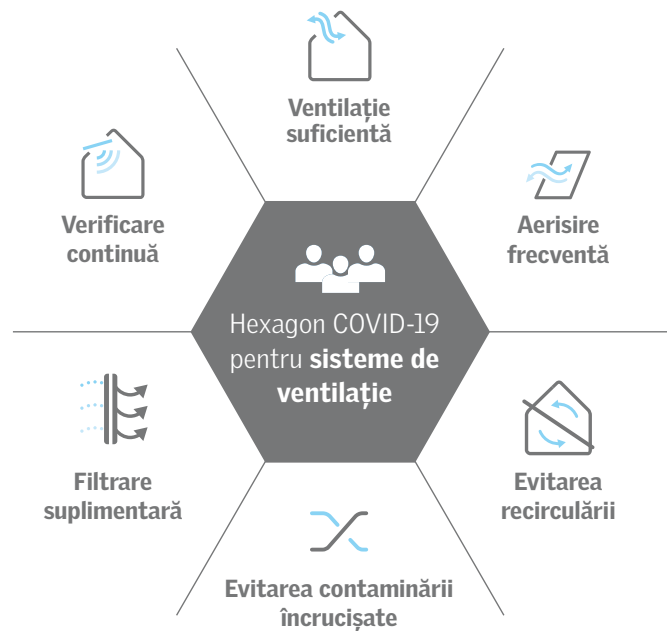 Ventilație
suficientă
Verificare
continuă
Aerisire
frecventă
Hexagon COVID-19
pentru sisteme de
ventilație
Filtrare
suplimentară
Evitarea
recirculării
Evitarea contaminării
încrucișate